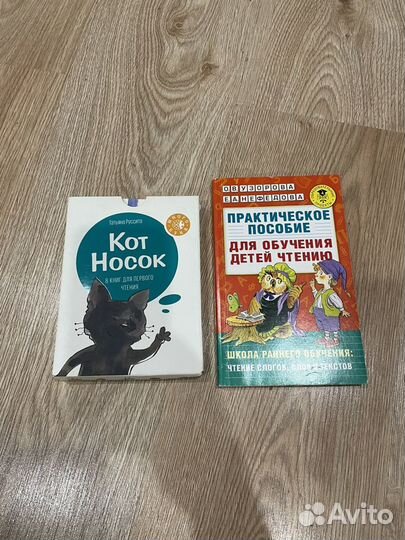 Татьяна Руссита
Кот
Носок
8 КНИГ ДЛЯ ПЕРВОГО
ЧТЕНИЯ
О.В. УЗОРОВА
Е.А. НЕФЕДОВА
ПРАКТИЧЕСКОЕ
ПОСОБИЕ
ДЛЯ ОБУЧЕНИЯ
ДЕТЕЙ ЧТЕНИЮ
ШКОЛА РАННЕГО ОБУЧЕНИЯ:
ЧТЕНИЕ СЛОГОВ, СЛОВ И ТЕКСТОВ
Avito